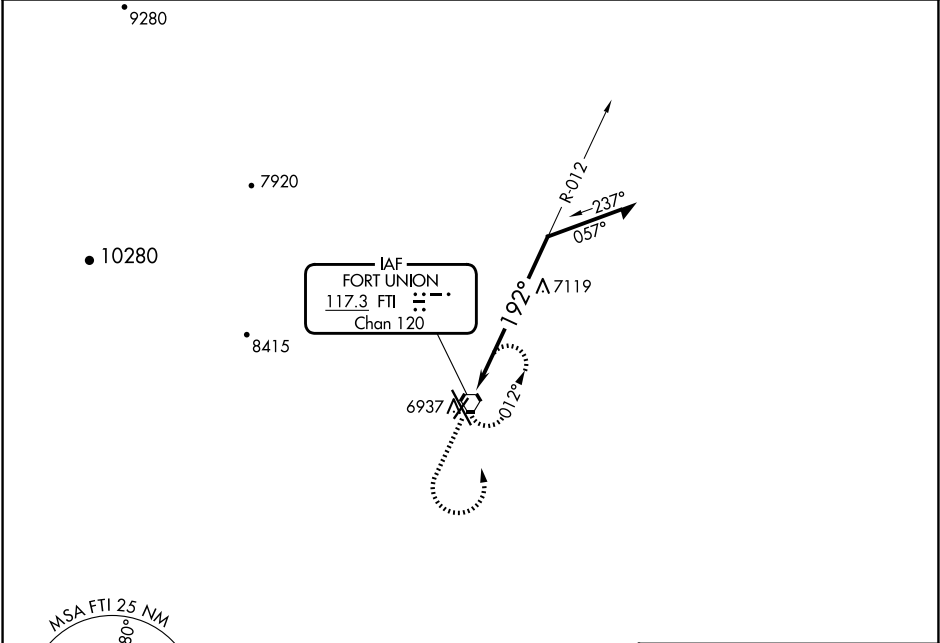 9280
7920
R-012
237°
057°
10280
IAF
FORT UNION
117.3 FTI
Chan 120
192°
7119
8415
6937
012°
MSA FTI 25 NM